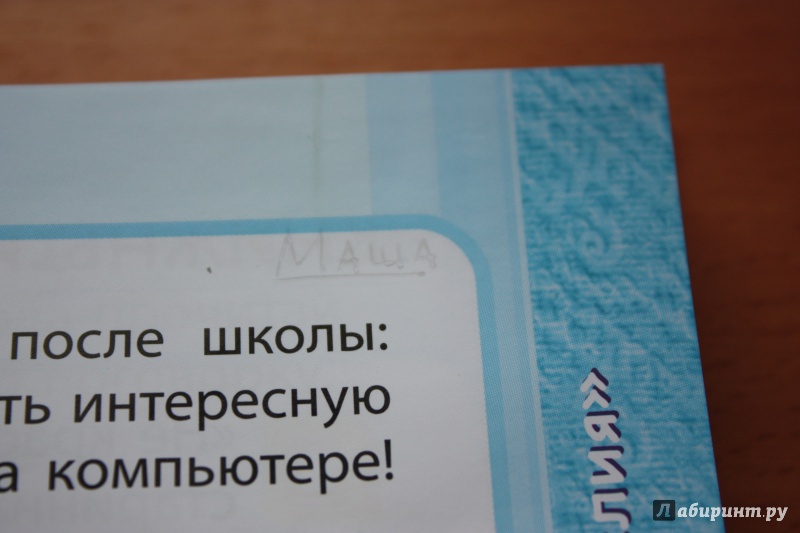 Маша
после школы:
ть интересную
а компьютере!
лия»
Лабиринт.ру